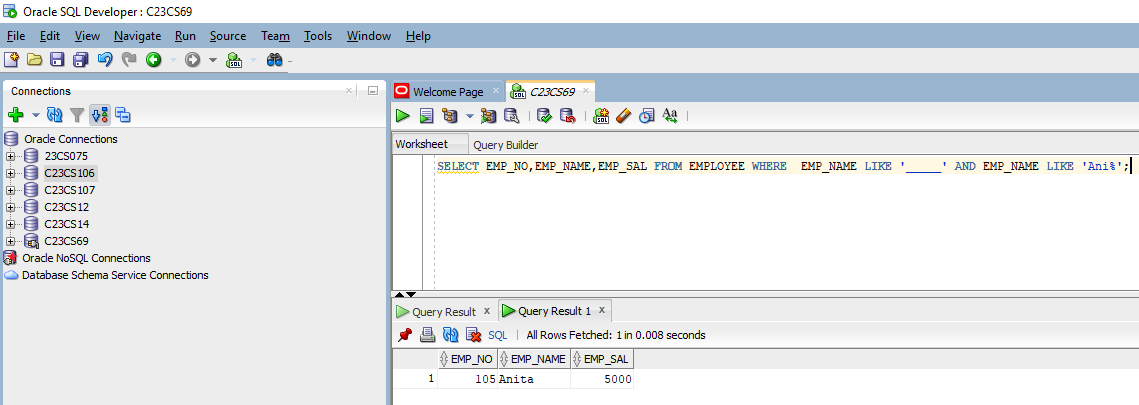 Oracle SQL Developer : C23CS69
File Edit View Navigate Run Source Team Tools Window Help
SQL
Connections
Welcome Page
C23CS69
Worksheet Query Builder
Oracle Connections
23CS075
C23CS106
C23CS107
C23CS12
C23CS14
C23CS69
Oracle NoSQL Connections
Database Schema Service Connections
SELECT EMP_NO,EMP_NAME,EMP_SAL FROM EMPLOYEE WHERE  EMP_NAME LIKE '_____' AND EMP_NAME LIKE 'Ani%';
Query Result x Query Result 1 x
SQL | All Rows Fetched: 1 in 0.008 seconds
EMP_NO EMP_NAME EMP_SAL
1 105 Anita 5000